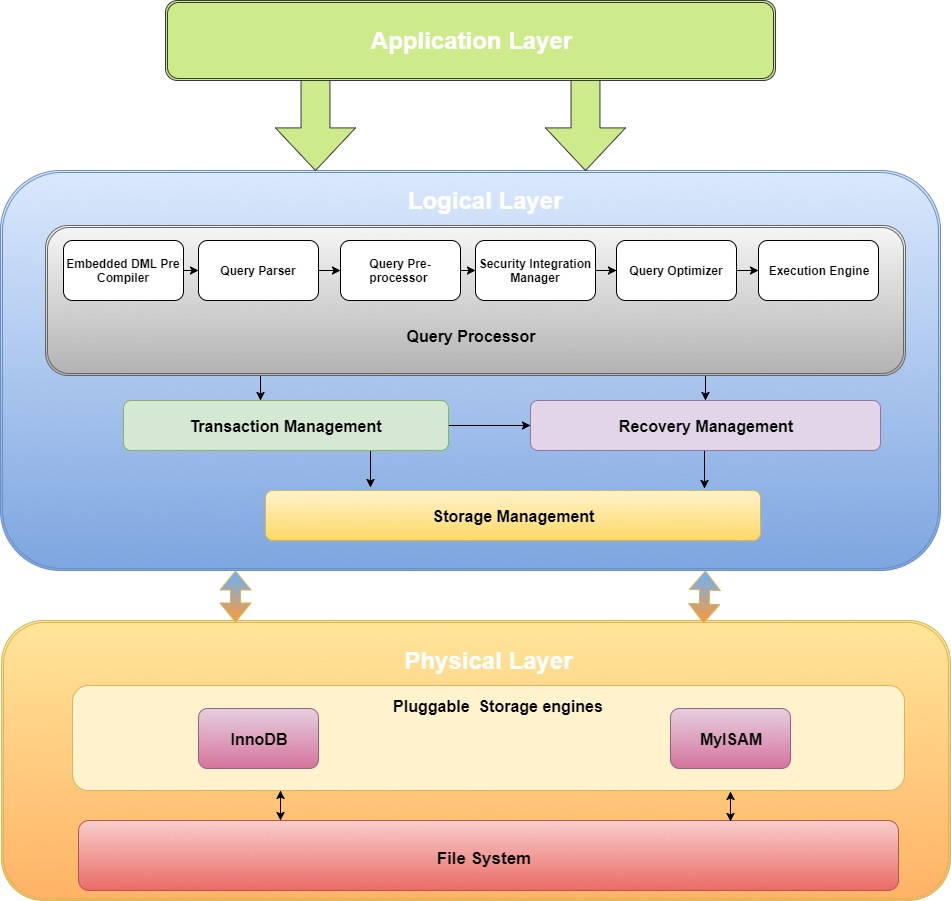 Application Layer
Logical Layer
Embedded DML Pre
Compiler
Query Parser
Query Pre-
processor
Security Integration
Manager
Query Optimizer
Execution Engine
Query Processor
Transaction Management
Recovery Management
Storage Management
Physical Layer
Pluggable  Storage engines
InnoDB
MyISAM
File System